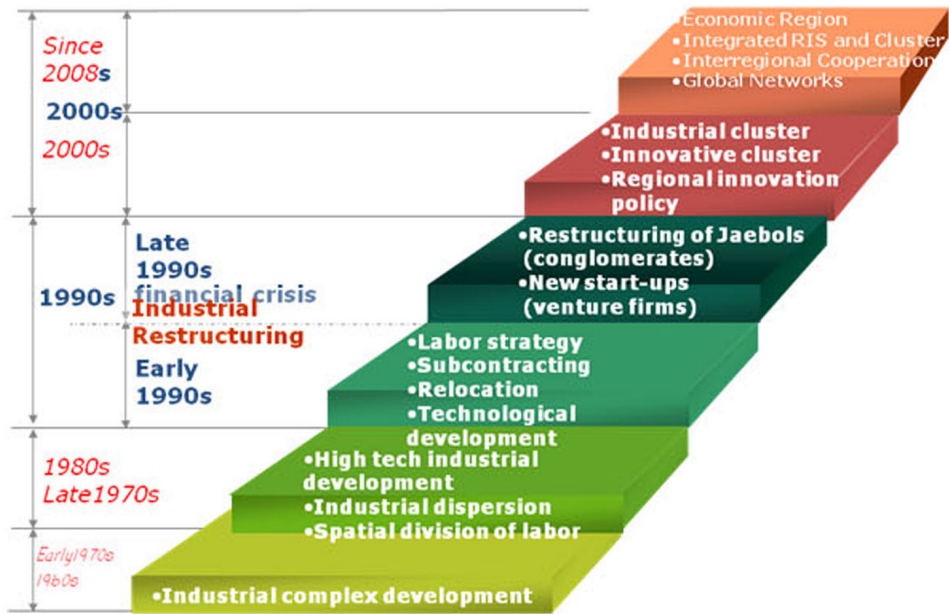 Since
2008s
2000s
2000s
•Economic Region
•Integrated RIS and Cluster
•Interregional Cooperation
•Global Networks
•Industrial cluster
•Innovative cluster
•Regional innovation
policy
1990s
Late
1990s
financial crisis
Industrial
Restructuring
Early
1990s
•Restructuring of Jaebols
(conglomerates)
•New start-ups
(venture firms)
•Labor strategy
•Subcontracting
•Relocation
•Technological
development
1980s
Late1970s
•High tech industrial
development
•Industrial dispersion
•Spatial division of labor
Early1970s
1960s
•Industrial complex development